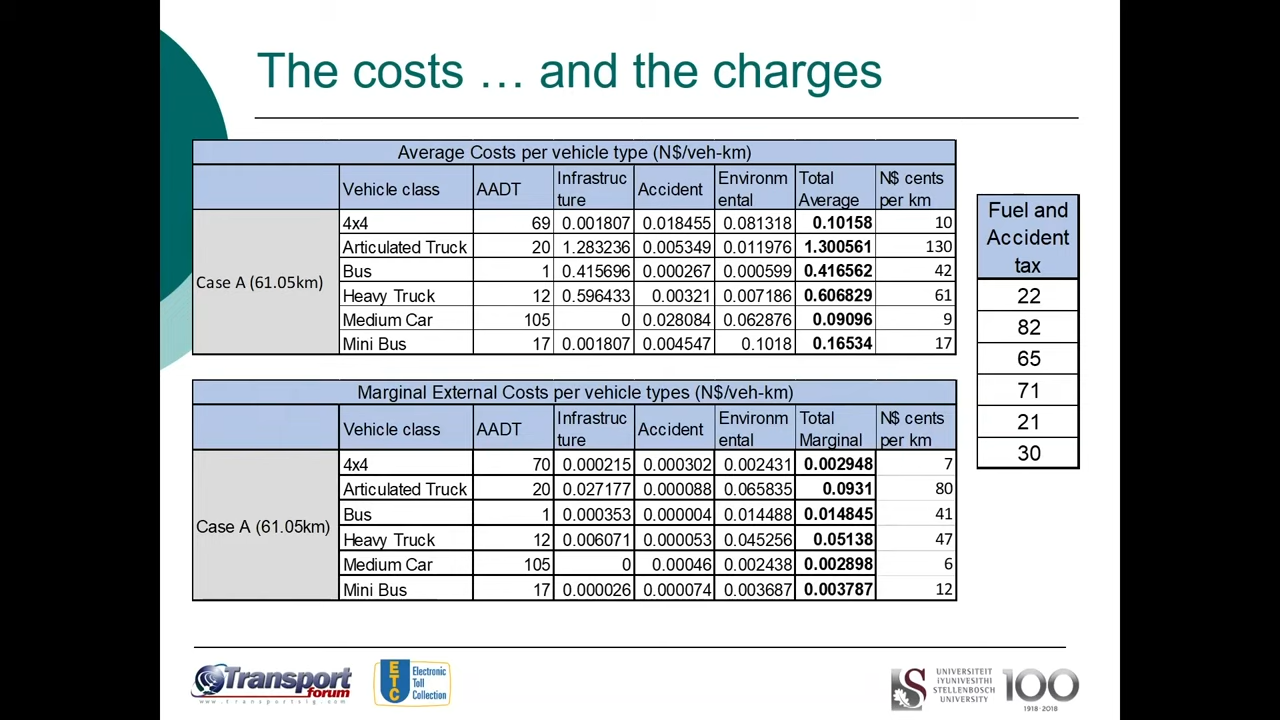 The costs … and the charges
Average Costs per vehicle type (N$/veh-km)
Vehicle class AADT Infrastruc ture Accident Environm ental Total Average N$ cents per km
Case A (61.05km)
4x4 69 0.001807 0.018455 0.081318 0.10158 10
Articulated Truck 20 1.283236 0.005349 0.011976 1.300561 130
Bus 1 0.415696 0.000267 0.000599 0.416562 42
Heavy Truck 12 0.596433 0.00321 0.007186 0.606829 61
Medium Car 105 0 0.028084 0.062876 0.09096 9
Mini Bus 17 0.001807 0.004547 0.1018 0.16534 17
Fuel and
Accident
tax
22
82
65
71
21
30
Marginal External Costs per vehicle types (N$/veh-km)
Vehicle class AADT Infrastruc ture Accident Environm ental Total Marginal N$ cents per km
Case A (61.05km)
4x4 70 0.000215 0.000302 0.002431 0.002948 7
Articulated Truck 20 0.027177 0.000088 0.065835 0.0931 80
Bus 1 0.000353 0.000004 0.014488 0.014845 41
Heavy Truck 12 0.006071 0.000053 0.045256 0.05138 47
Medium Car 105 0 0.00046 0.002438 0.002898 6
Mini Bus 17 0.000026 0.000074 0.003687 0.003787 12
Transport
forum
www.transportsig.com
ETC
Electronic
Toll
Collection
UNIVERSITEIT
iYUNIVESITHI
STELLENBOSCH
UNIVERSITY
100
1918·2018